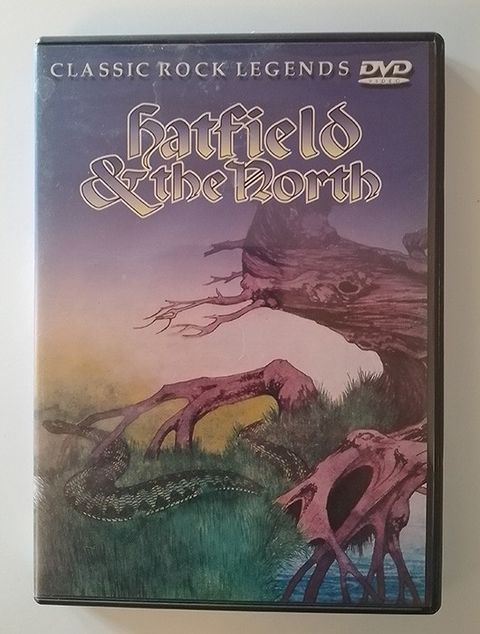 CLASSIC ROCK LEGENDS DVD
VIDEO
hatfield
& the North